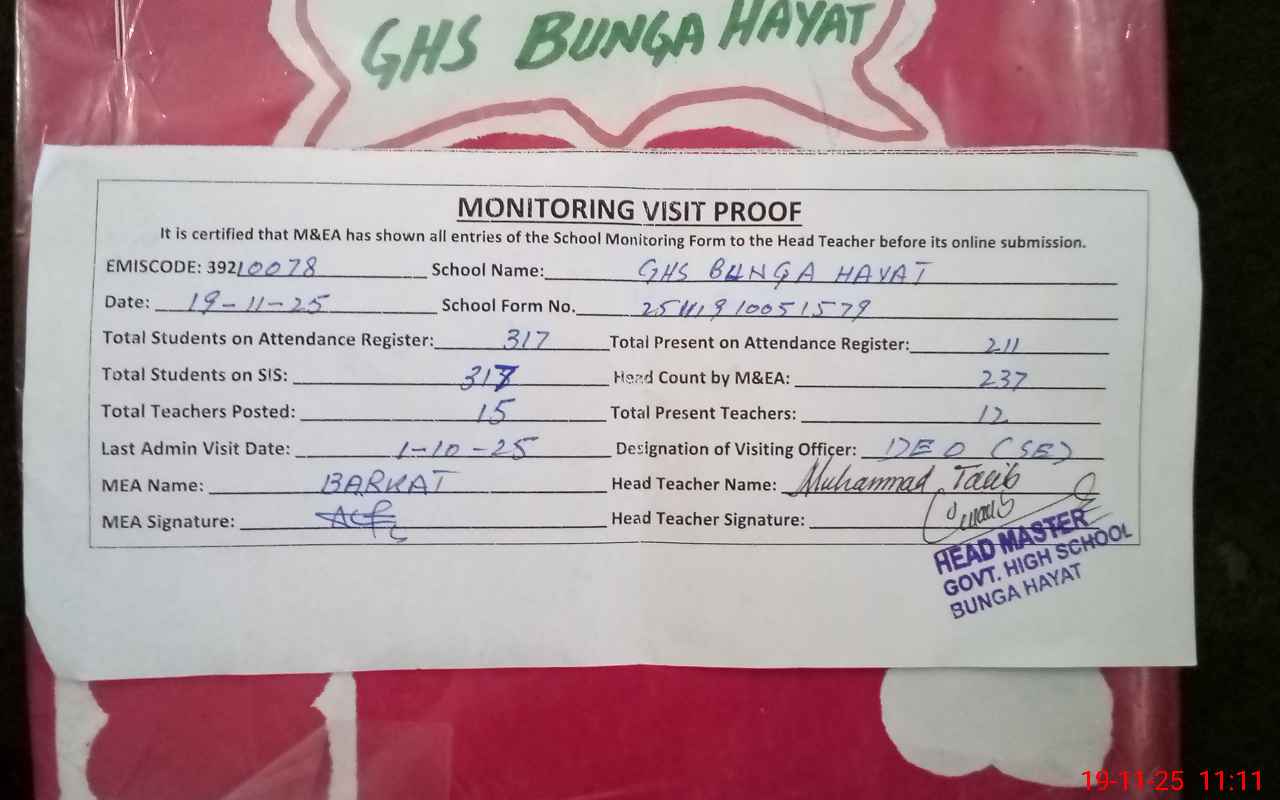 GHS BUNGA HAYAT
MONITORING VISIT PROOF
It is certified that M&EA has shown all entries of the School Monitoring Form to the Head Teacher before its online submission.
EMISCODE: 39210078 School Name: GHS BUNGA HAYAT
Date: 19-11-25 School Form No.
Total Students on Attendance Register: 317 Total Present on Attendance Register: 211
Total Students on SIS: 317 Head Count by M&EA: 237
Total Teachers Posted: 15 Total Present Teachers: 12
Last Admin Visit Date: 1-10-25 Designation of Visiting Officer: DEO (SE)
MEA Name: BARKAT Head Teacher Name: Muhammad Talib
MEA Signature: Head Teacher Signature:
HEAD MASTER
GOVT. HIGH SCHOOL
BUNGA HAYAT
19-11-25 11:11